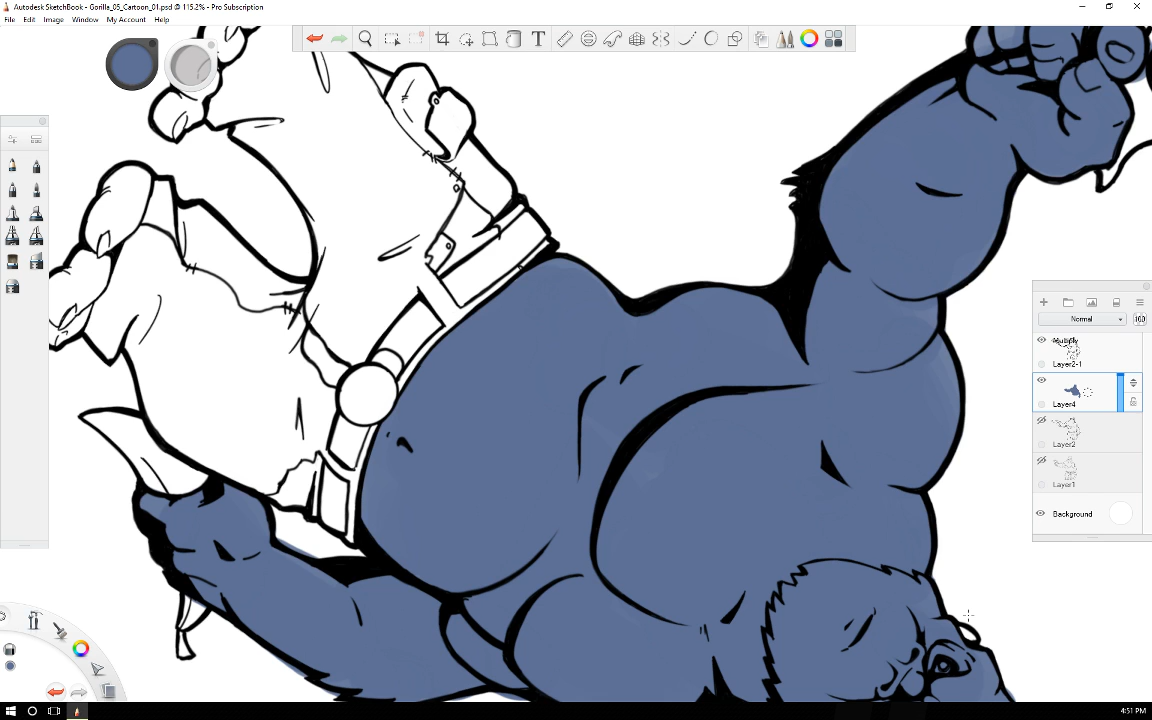 Autodesk SketchBook - Gorilla_05_Cartoon_01.psd @ 115.2% - Pro Subscription
File Edit Image Window My Account Help
T
Normal 100
Multiply
Layer2-1
Layer4
Layer2
Layer1
Background
4:51 PM